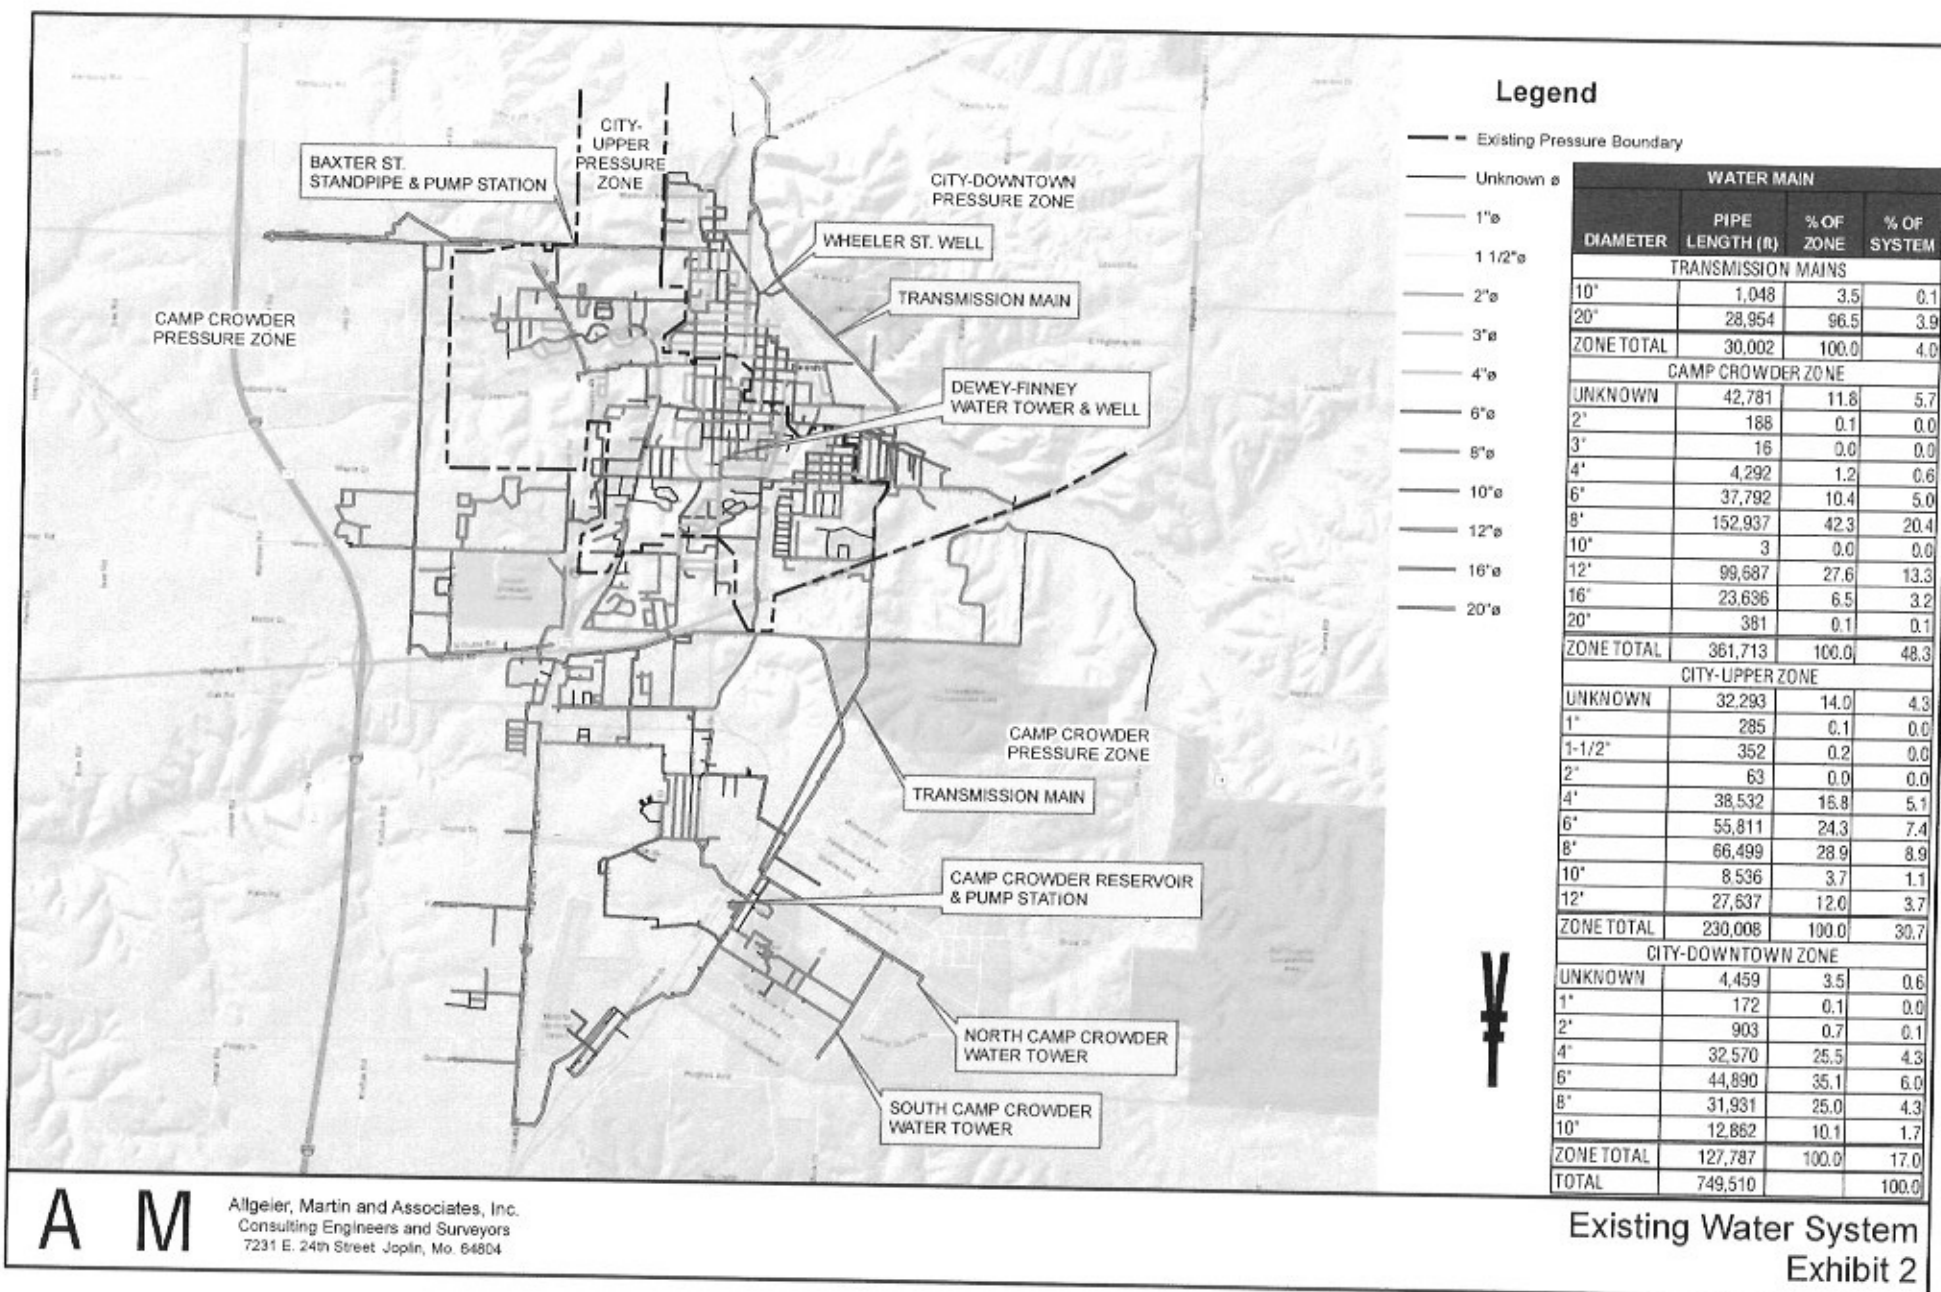 CITY-
UPPER
PRESSURE
ZONE
BAXTER ST.
STANDPIPE & PUMP STATION
CITY-DOWNTOWN
PRESSURE ZONE
WHEELER ST. WELL
TRANSMISSION MAIN
CAMP CROWDER
PRESSURE ZONE
DEWEY-FINNEY
WATER TOWER & WELL
CAMP CROWDER
PRESSURE ZONE
TRANSMISSION MAIN
CAMP CROWDER RESERVOIR
& PUMP STATION
NORTH CAMP CROWDER
WATER TOWER
SOUTH CAMP CROWDER
WATER TOWER
Legend
Existing Pressure Boundary
Unknown ø
1"ø
1 1/2"ø
2"ø
3"ø
4"ø
6"ø
8"ø
10"ø
12"ø
16"ø
20"ø
WATER MAIN
DIAMETER PIPE LENGTH (ft) % OF ZONE % OF SYSTEM
TRANSMISSION MAINS
10" 1,048 3.5 0.1
20" 28,954 96.5 3.9
ZONE TOTAL 30,002 100.0 4.0
CAMP CROWDER ZONE
UNKNOWN 42,781 11.8 5.7
2" 188 0.1 0.0
3" 16 0.0 0.0
4" 4,292 1.2 0.6
6" 37,792 10.4 5.0
8" 152,937 42.3 20.4
10" 3 0.0 0.0
12" 99,687 27.6 13.3
16" 23,636 6.5 3.2
20" 381 0.1 0.1
ZONE TOTAL 361,713 100.0 48.3
CITY-UPPER ZONE
UNKNOWN 32,293 14.0 4.3
1" 285 0.1 0.0
1-1/2" 352 0.2 0.0
2" 63 0.0 0.0
4" 38,532 16.8 5.1
6" 55,811 24.3 7.4
8" 66,499 28.9 8.9
10" 8,536 3.7 1.1
12" 27,637 12.0 3.7
ZONE TOTAL 230,008 100.0 30.7
CITY-DOWNTOWN ZONE
UNKNOWN 4,459 3.5 0.6
1" 172 0.1 0.0
2" 903 0.7 0.1
4" 32,570 25.5 4.3
6" 44,890 35.1 6.0
8" 31,931 25.0 4.3
10" 12,862 10.1 1.7
ZONE TOTAL 127,787 100.0 17.0
TOTAL 749,510 100.0
A M
Allgeier, Martin and Associates, Inc.
Consulting Engineers and Surveyors
7231 E. 24th Street Joplin, Mo. 64804
Existing Water System
Exhibit 2